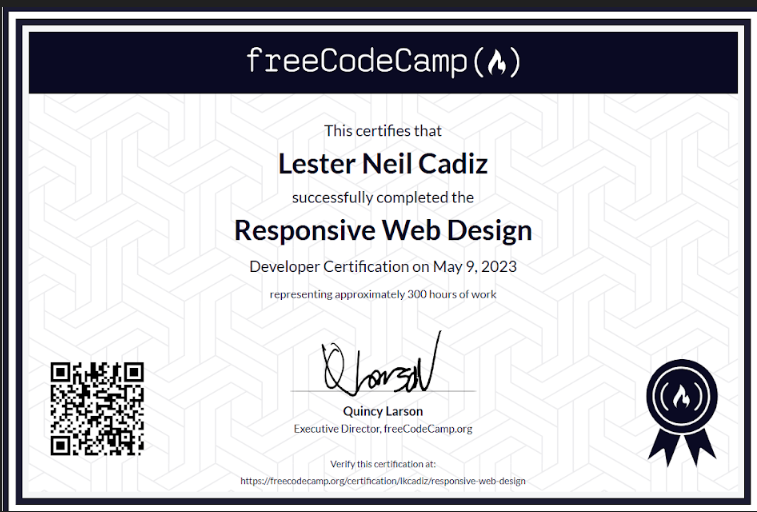 freeCodeCamp
This certifies that
Lester Neil Cadiz
successfully completed the
Responsive Web Design
Developer Certification on May 9, 2023
representing approximately 300 hours of work
Q Larson
Quincy Larson
Executive Director, freeCodeCamp.org
Verify this certification at:
https://freecodecamp.org/certification/lkcadiz/responsive-web-design